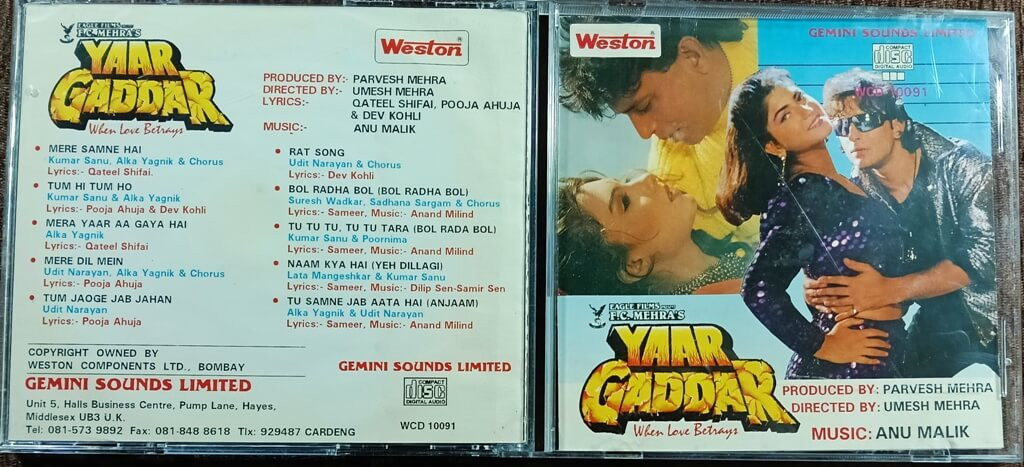 EAGLE FILMS PRESENTS
F.C. MEHRA'S
YAAR
GADDAR
When Love Betrays
Weston®
PRODUCED BY:- PARVESH MEHRA
DIRECTED BY:- UMESH MEHRA
LYRICS:- QATEEL SHIFAI, POOJA AHUJA
& DEV KOHLI
MUSIC:- ANU MALIK
• MERE SAMNE HAI
Kumar Sanu, Alka Yagnik & Chorus
Lyrics:- Qateel Shifai.
• TUM HI TUM HO
Kumar Sanu & Alka Yagnik
Lyrics:- Pooja Ahuja & Dev Kohli
• MERA YAAR AA GAYA HAI
Alka Yagnik
Lyrics:- Qateel Shifai
• MERE DIL MEIN
Udit Narayan, Alka Yagnik & Chorus
Lyrics:- Pooja Ahuja
• TUM JAOGE JAB JAHAN
Udit Narayan
Lyrics:- Pooja Ahuja
• RAT SONG
Udit Narayan & Chorus
Lyrics:- Dev Kohli
• BOL RADHA BOL (BOL RADHA BOL)
Suresh Wadkar, Sadhana Sargam & Chorus
Lyrics:- Sameer, Music:- Anand Milind
• TU TU TU, TU TU TARA (BOL RADA BOL)
Kumar Sanu & Poornima
Lyrics:- Sameer, Music:- Anand Milind
• NAAM KYA HAI (YEH DILLAGI)
Lata Mangeshkar & Kumar Sanu
Lyrics:- Sameer, Music:- Dilip Sen-Samir Sen
• TU SAMNE JAB AATA HAI (ANJAAM)
Alka Yagnik & Udit Narayan
Lyrics:- Sameer, Music:- Anand Milind
COPYRIGHT OWNED BY
WESTON COMPONENTS LTD., BOMBAY
GEMINI SOUNDS LIMITED
Unit 5, Halls Business Centre, Pump Lane, Hayes,
Middlesex UB3 U.K.
Tel: 081-573 9892 Fax: 081-848 8618 Tlx: 929487 CARDENG
GEMINI SOUNDS LIMITED
COMPACT
disc
DIGITAL AUDIO
WCD 10091
Weston®
GEMINI SOUNDS LIMITED
COMPACT
disc
DIGITAL AUDIO
WCD 10091
EAGLE FILMS PRESENTS
F.C. MEHRA'S
YAAR
GADDAR
When Love Betrays
PRODUCED BY: PARVESH MEHRA
DIRECTED BY: UMESH MEHRA
MUSIC: ANU MALIK